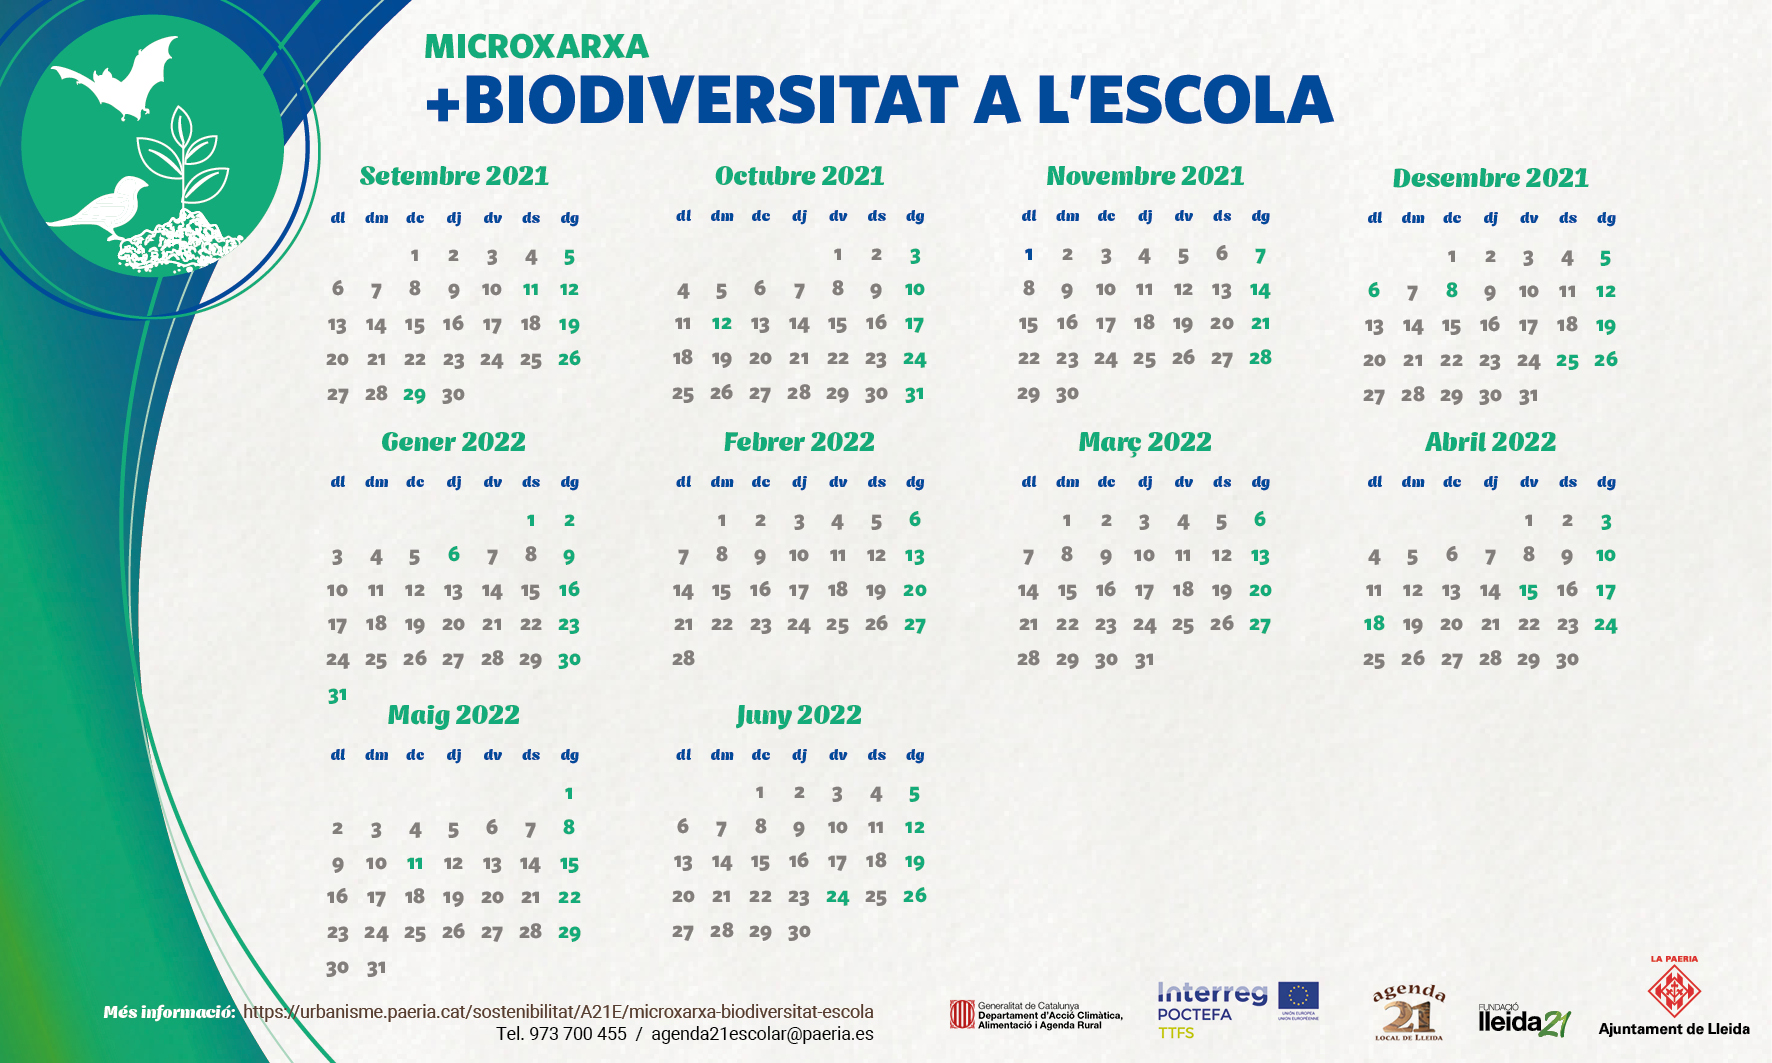 MICROXARXA
+BIODIVERSITAT A L'ESCOLA
Setembre 2021
dl dm dc dj dv ds dg
1 2 3 4 5
6 7 8 9 10 11 12
13 14 15 16 17 18 19
20 21 22 23 24 25 26
27 28 29 30
Octubre 2021
dl dm dc dj dv ds dg
1 2 3
4 5 6 7 8 9 10
11 12 13 14 15 16 17
18 19 20 21 22 23 24
25 26 27 28 29 30 31
Novembre 2021
dl dm dc dj dv ds dg
1 2 3 4 5 6 7
8 9 10 11 12 13 14
15 16 17 18 19 20 21
22 23 24 25 26 27 28
29 30
Desembre 2021
dl dm dc dj dv ds dg
1 2 3 4 5
6 7 8 9 10 11 12
13 14 15 16 17 18 19
20 21 22 23 24 25 26
27 28 29 30 31
Gener 2022
dl dm dc dj dv ds dg
1 2
3 4 5 6 7 8 9
10 11 12 13 14 15 16
17 18 19 20 21 22 23
24 25 26 27 28 29 30
31
Febrer 2022
dl dm dc dj dv ds dg
1 2 3 4 5 6
7 8 9 10 11 12 13
14 15 16 17 18 19 20
21 22 23 24 25 26 27
28
Març 2022
dl dm dc dj dv ds dg
1 2 3 4 5 6
7 8 9 10 11 12 13
14 15 16 17 18 19 20
21 22 23 24 25 26 27
28 29 30 31
Abril 2022
dl dm dc dj dv ds dg
1 2 3
4 5 6 7 8 9 10
11 12 13 14 15 16 17
18 19 20 21 22 23 24
25 26 27 28 29 30
Maig 2022
dl dm dc dj dv ds dg
1
2 3 4 5 6 7 8
9 10 11 12 13 14 15
16 17 18 19 20 21 22
23 24 25 26 27 28 29
30 31
Juny 2022
dl dm dc dj dv ds dg
1 2 3 4 5
6 7 8 9 10 11 12
13 14 15 16 17 18 19
20 21 22 23 24 25 26
27 28 29 30
Més informació: https://urbanisme.paeria.cat/sostenibilitat/A21E/microxarxa-biodiversitat-escola
Tel. 973 700 455 / agenda21escolar@paeria.es
Generalitat de Catalunya
Departament d'Acció Climàtica,
Alimentació i Agenda Rural
Interreg
POCTEFA
TTFS
UNIÓN EUROPEA
UNION EUROPÉENNE
agenda
21
LOCAL DE LLEIDA
FUNDACIÓ
lleida21
LA PAERIA
Ajuntament de Lleida